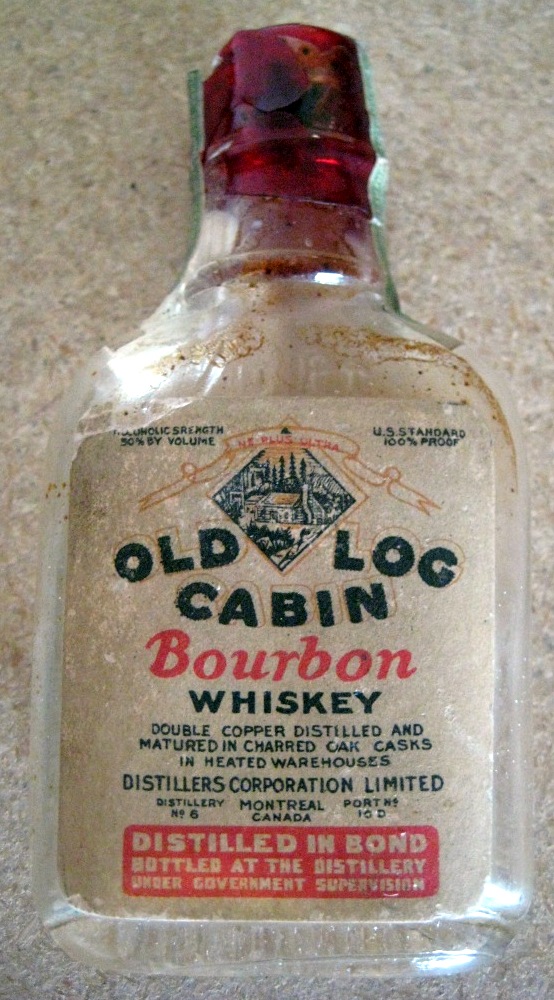 ALCOHOLIC SRENGTH
50% BY VOLUME
NE PLUS ULTRA
U.S. STANDARD
100% PROOF
OLD LOG
CABIN
Bourbon
WHISKEY
DOUBLE COPPER DISTILLED AND
MATURED IN CHARRED OAK CASKS
IN HEATED WAREHOUSES
DISTILLERS CORPORATION LIMITED
DISTILLERY MONTREAL PORT Nº
Nº 6 CANADA 10 D
DISTILLED IN BOND
BOTTLED AT THE DISTILLERY
UNDER GOVERNMENT SUPERVISION